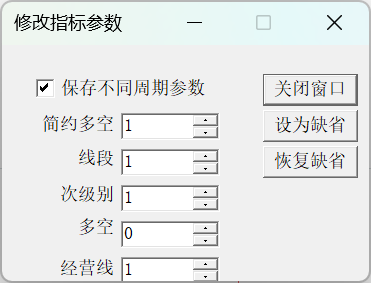 修改指标参数
保存不同周期参数
关闭窗口
简约多空 1
设为缺省
线段 1
恢复缺省
次级别 1
多空 0
经营线 1